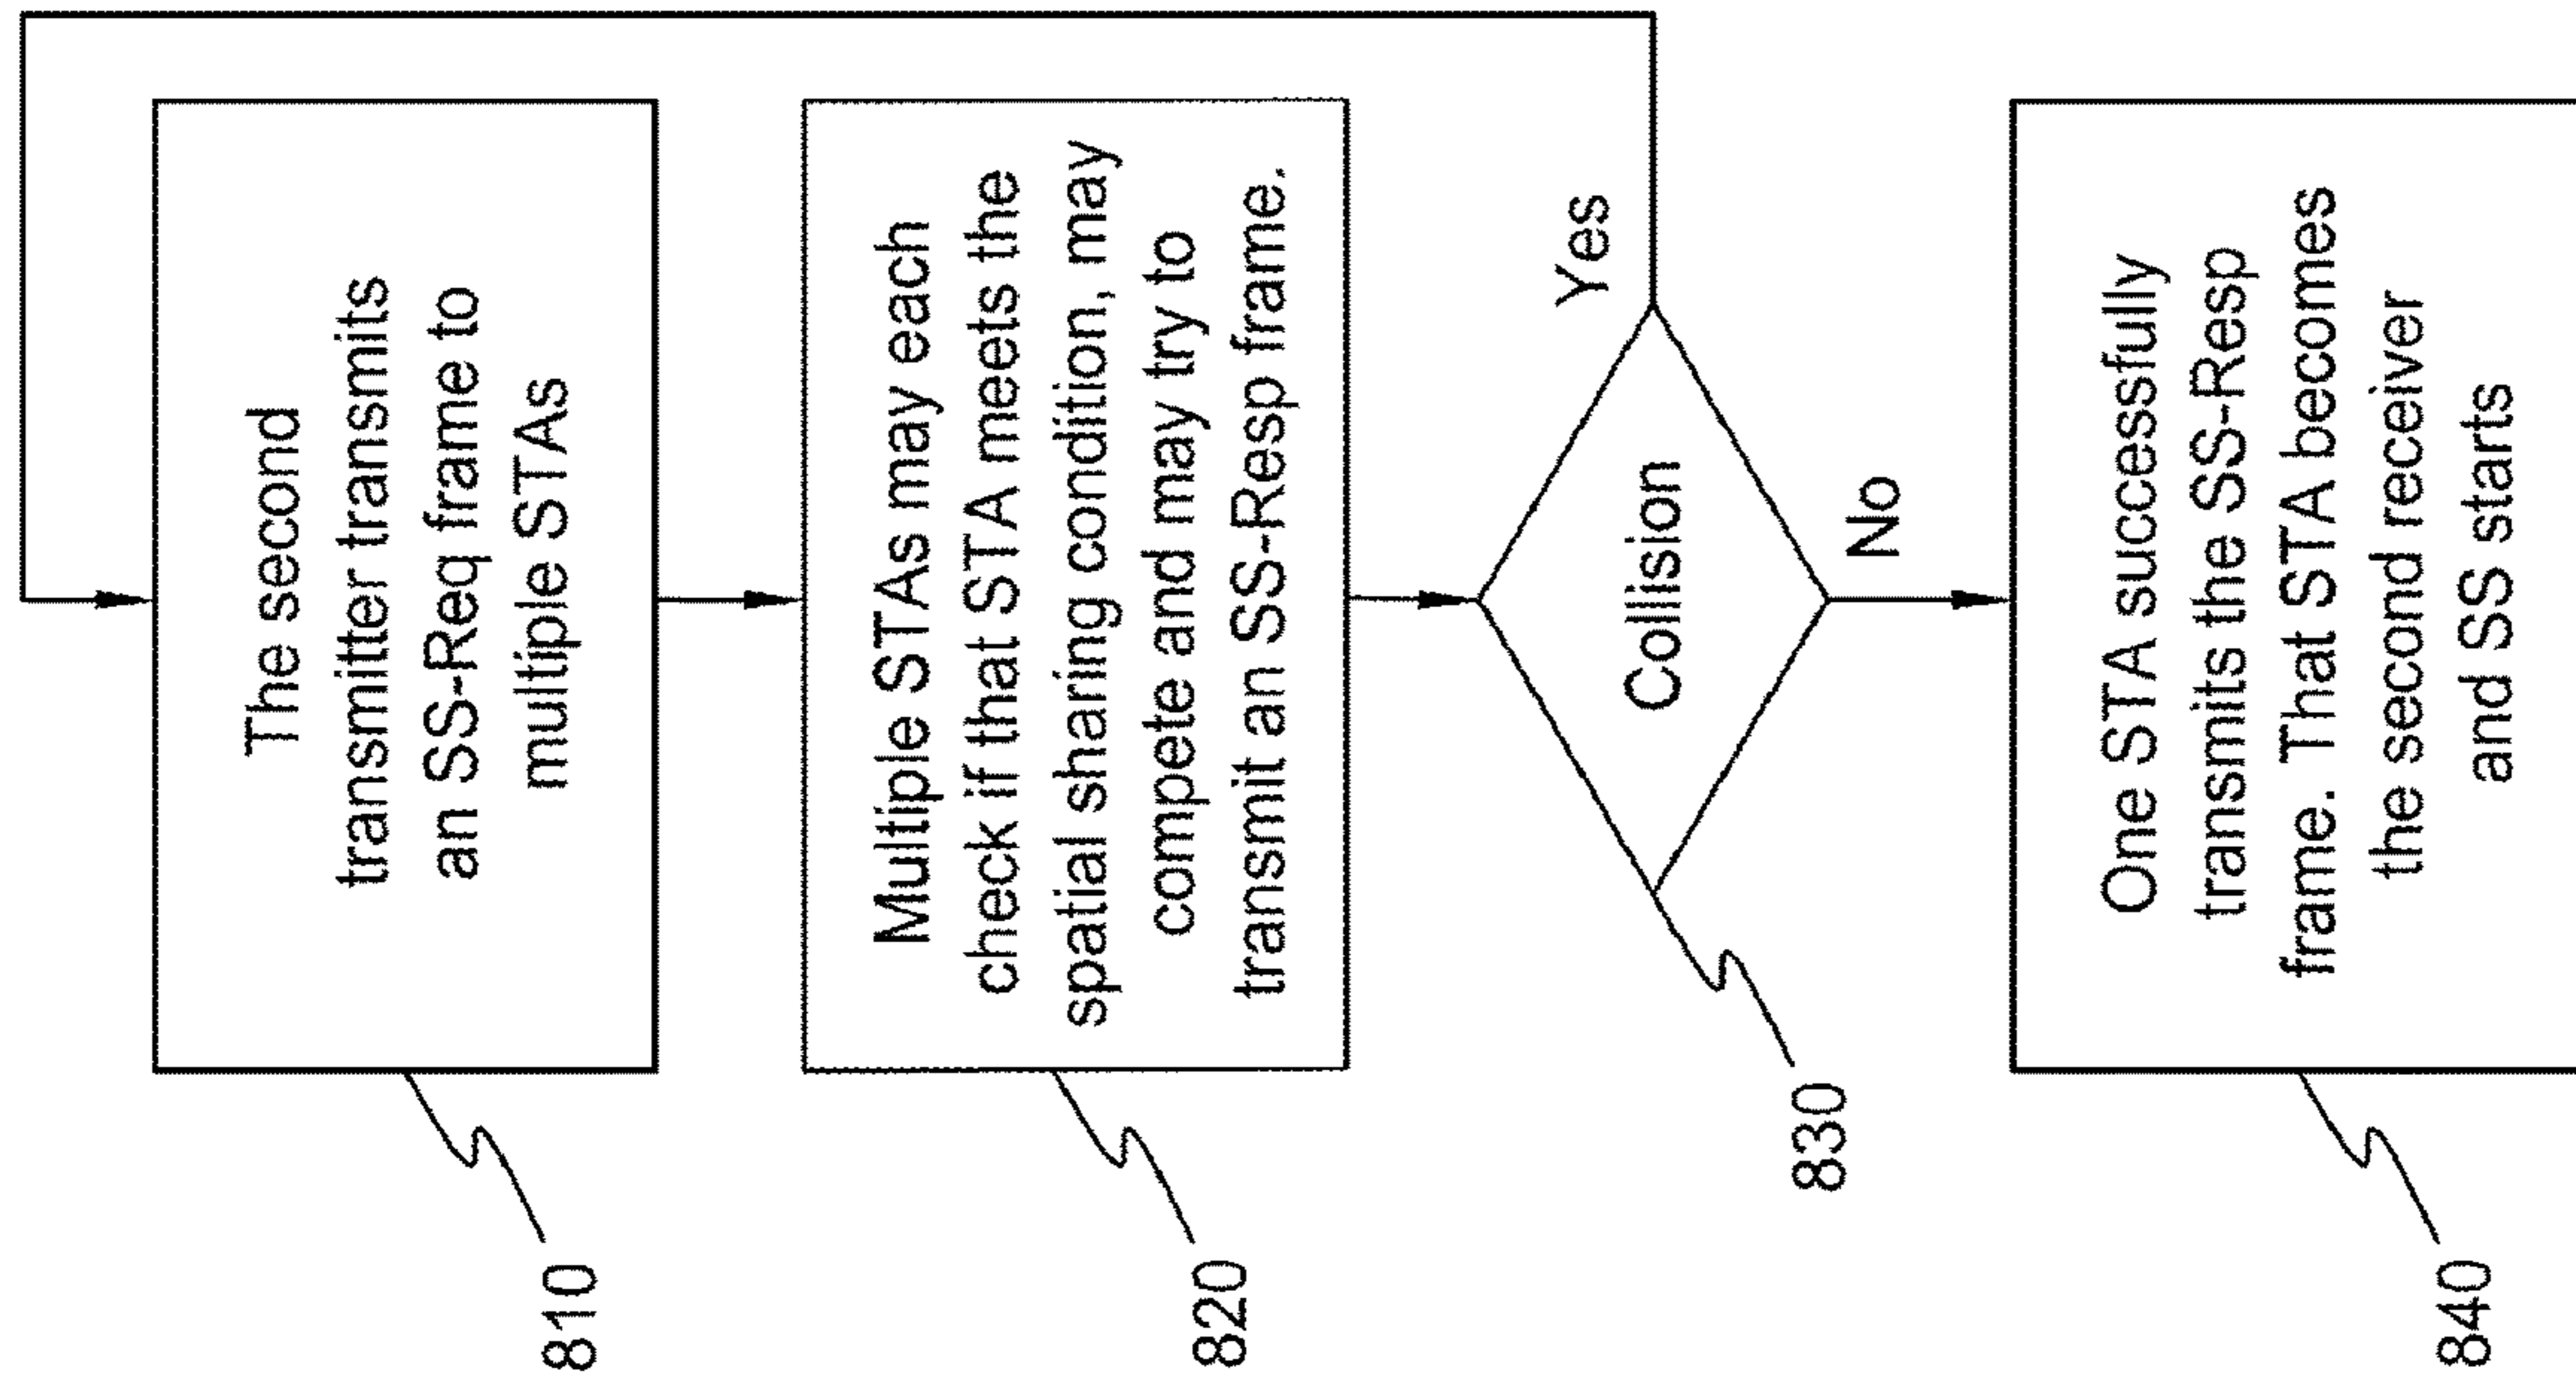 The second
transmitter transmits
an SS-Req frame to
multiple STAs
810
Multiple STAs may each
check if that STA meets the
spatial sharing condition, may
compete and may try to
transmit an SS-Resp frame.
820
Collision
Yes
No
830
One STA successfully
transmits the SS-Resp
frame. That STA becomes
the second receiver
and SS starts
840